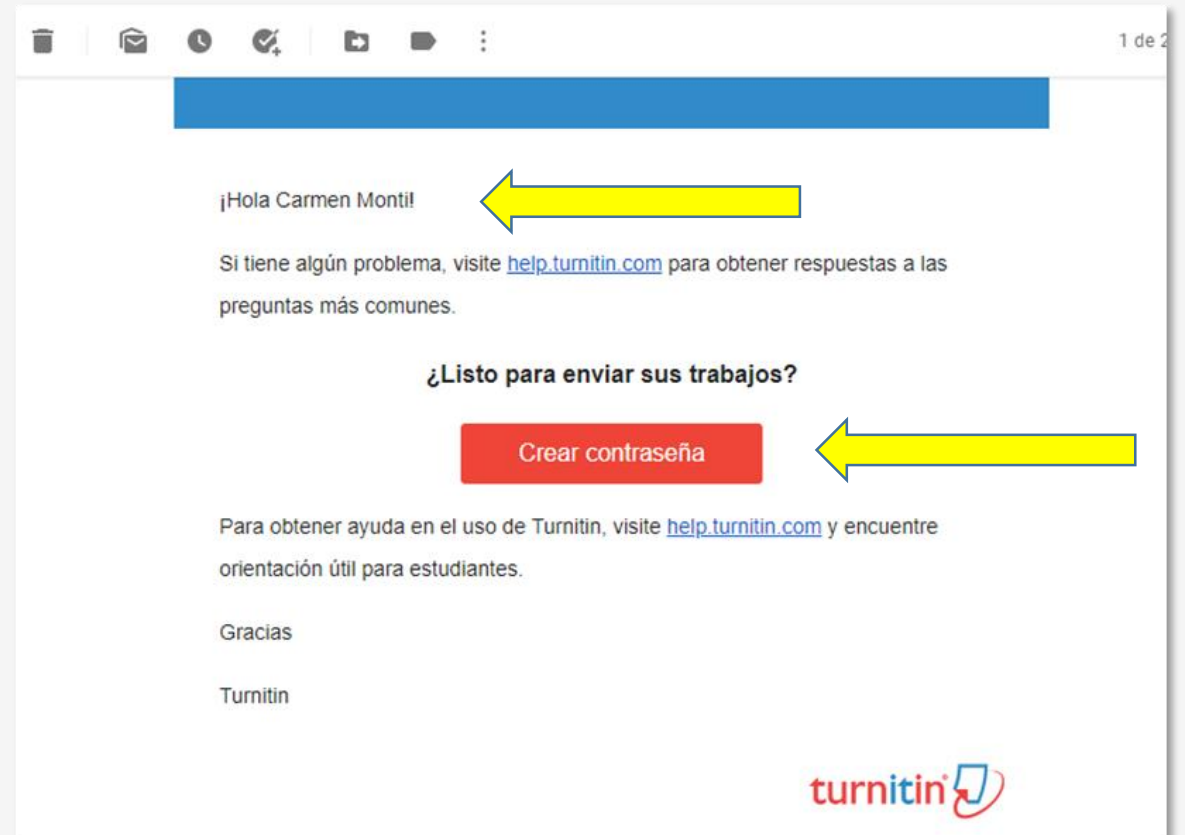 1 de 2
¡Hola Carmen Monti!
Si tiene algún problema, visite help.turnitin.com para obtener respuestas a las
preguntas más comunes.
¿Listo para enviar sus trabajos?
Crear contraseña
Para obtener ayuda en el uso de Turnitin, visite help.turnitin.com y encuentre
orientación útil para estudiantes.
Gracias
Turnitin
turnitin